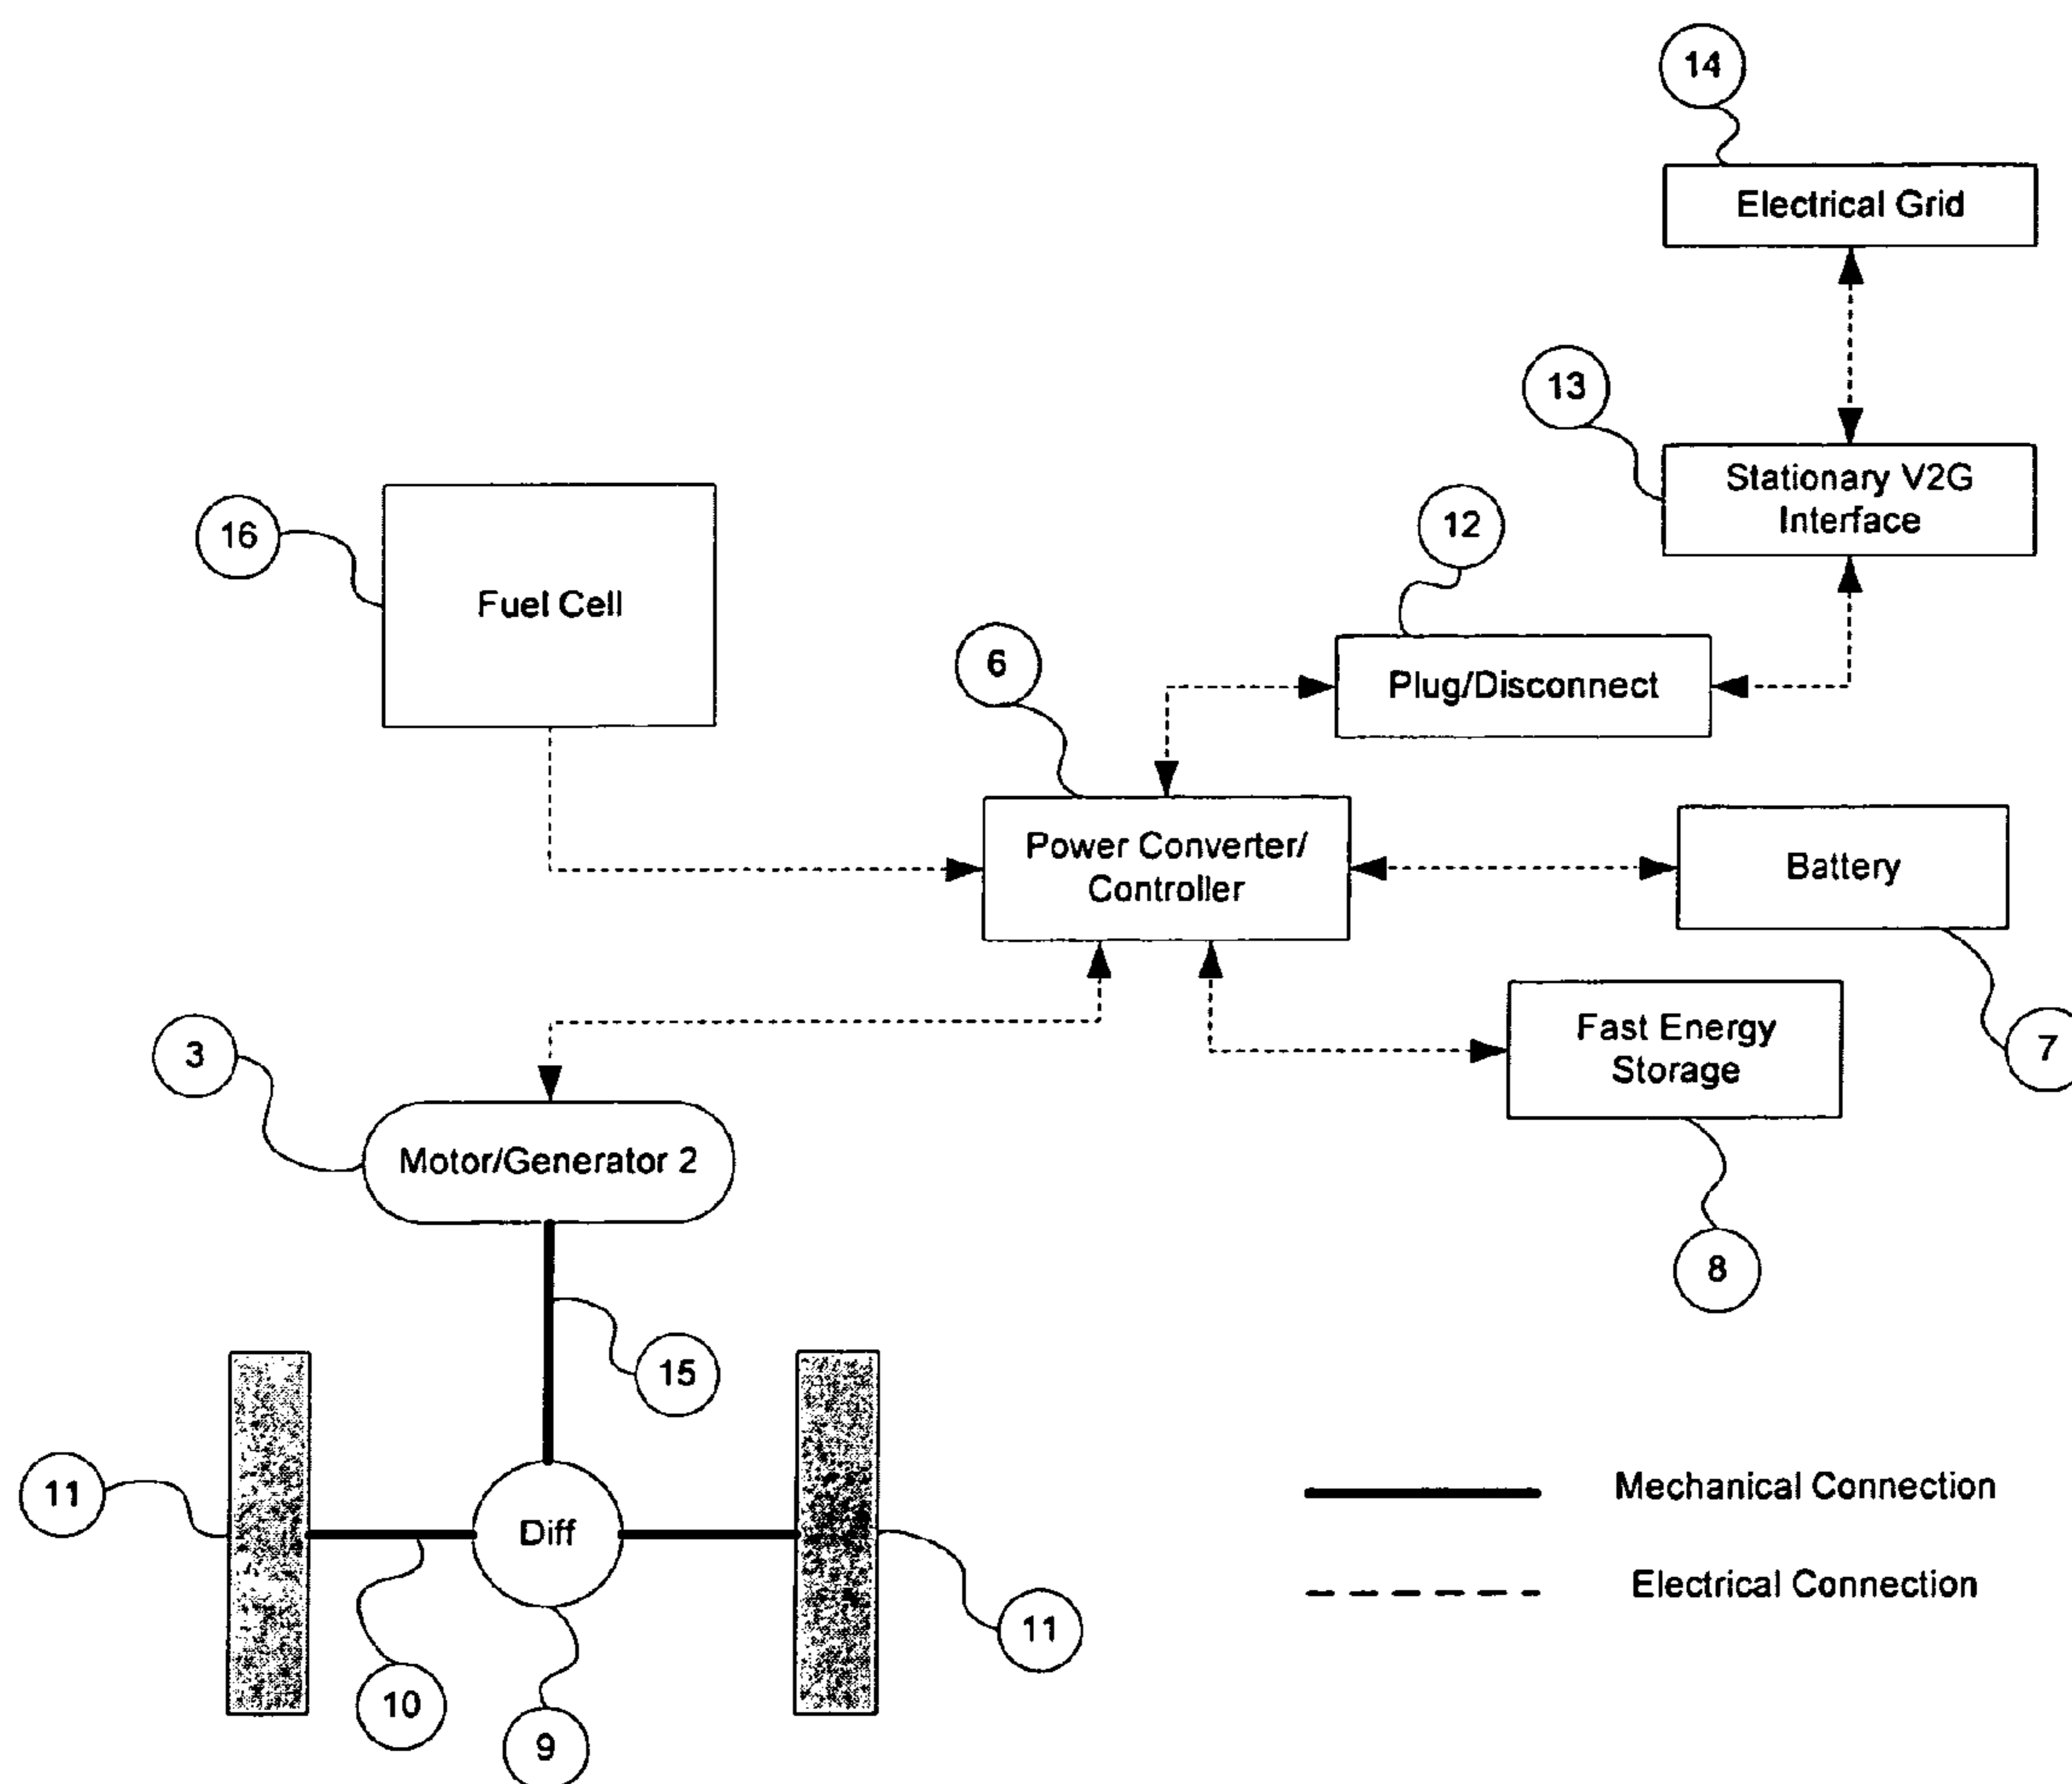 14
Electrical Grid
13
Stationary V2G
Interface
16
Fuel Cell
12
6
Plug/Disconnect
Power Converter/
Controller
Battery
3
Fast Energy
Storage
7
Motor/Generator 2
8
15
11
Diff
Mechanical Connection
Electrical Connection
11
10
9